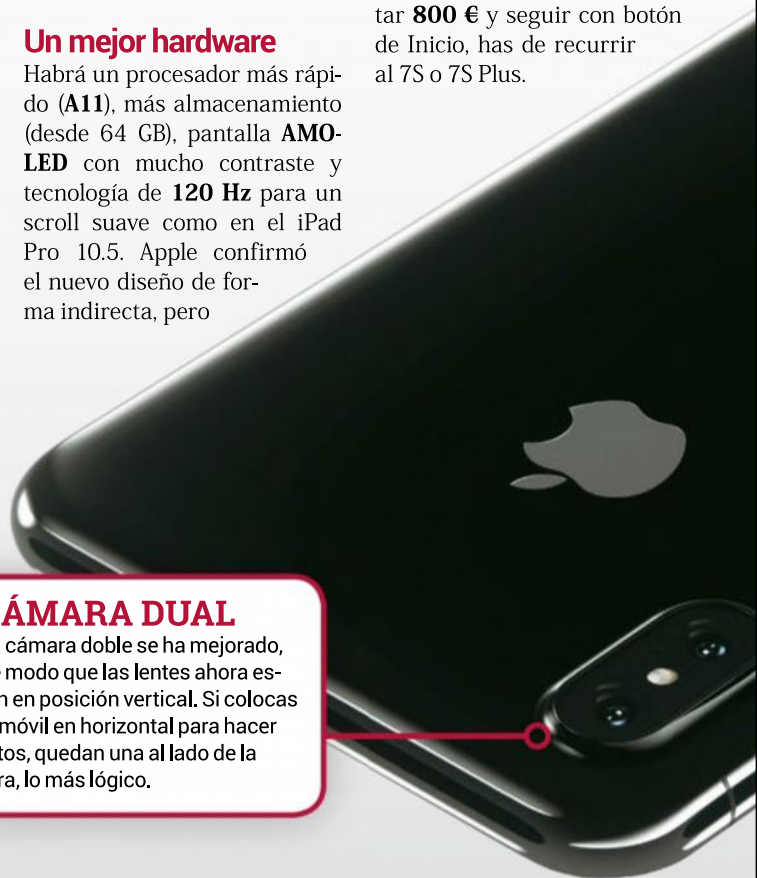 Un mejor hardware
Habrá un procesador más rápi-
do (A11), más almacenamiento
(desde 64 GB), pantalla AMO-
LED con mucho contraste y
tecnología de 120 Hz para un
scroll suave como en el iPad
Pro 10.5. Apple confirmó
el nuevo diseño de for-
ma indirecta, pero
tar 800 € y seguir con botón
de Inicio, has de recurrir
al 7S o 7S Plus.
ÁMARA DUAL
cámara doble se ha mejorado,
modo que las lentes ahora es-
n en posición vertical. Si colocas
móvil en horizontal para hacer
tos, quedan una al lado de la
ra, lo más lógico.